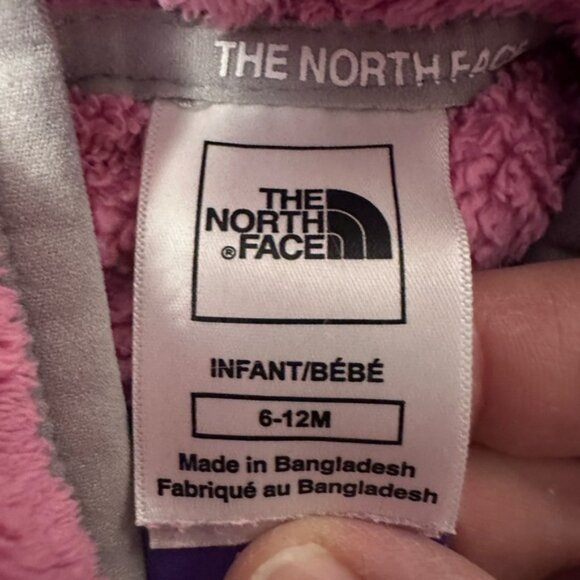 THE NORTH FACE
THE
NORTH
®FACE
INFANT/BÉBÉ
6-12M
Made in Bangladesh
Fabriqué au Bangladesh